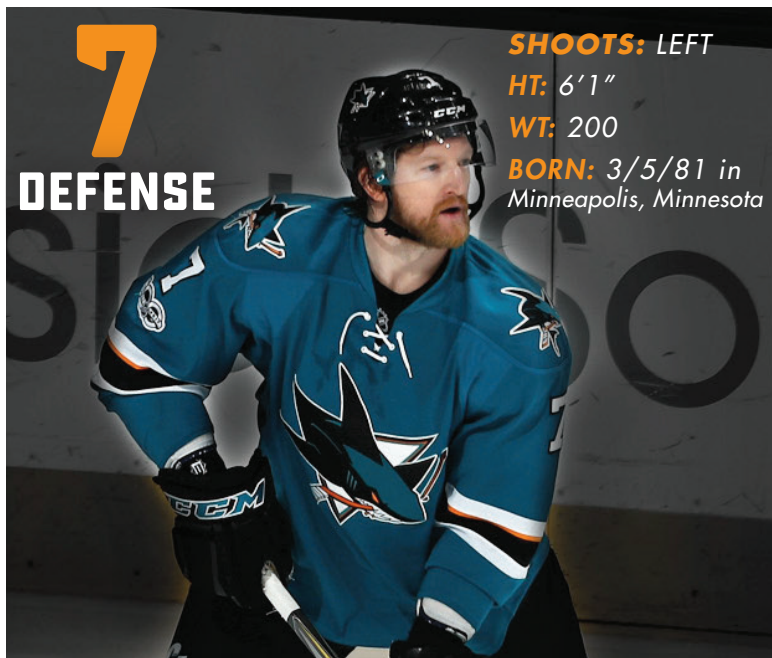 7
DEFENSE
SHOOTS: LEFT
HT: 6'1"
WT: 200
BORN: 3/5/81 in
Minneapolis, Minnesota
CCM
7
7
CCM